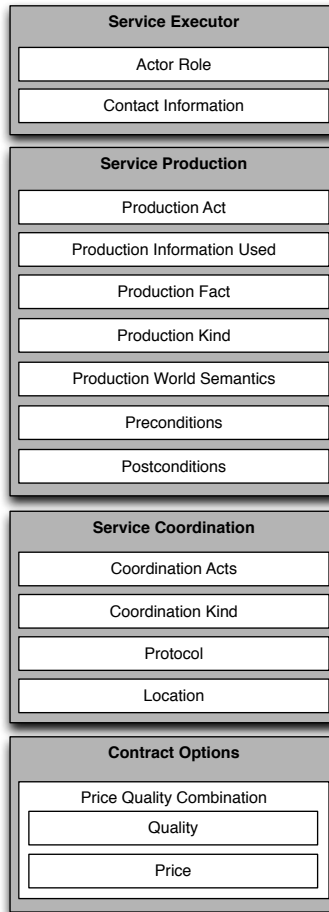 Service Executor
Actor Role
Contact Information
Service Production
Production Act
Production Information Used
Production Fact
Production Kind
Production World Semantics
Preconditions
Postconditions
Service Coordination
Coordination Acts
Coordination Kind
Protocol
Location
Contract Options
Price Quality Combination
Quality
Price